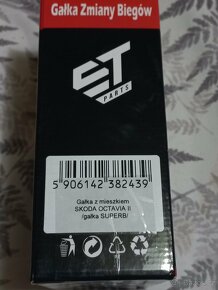 Gałka Zmiany Biegów
ET
PARTS
5 906142 382439
Gałka z mieszkiem
SKODA OCTAVIA II
/gałka SUPERB/